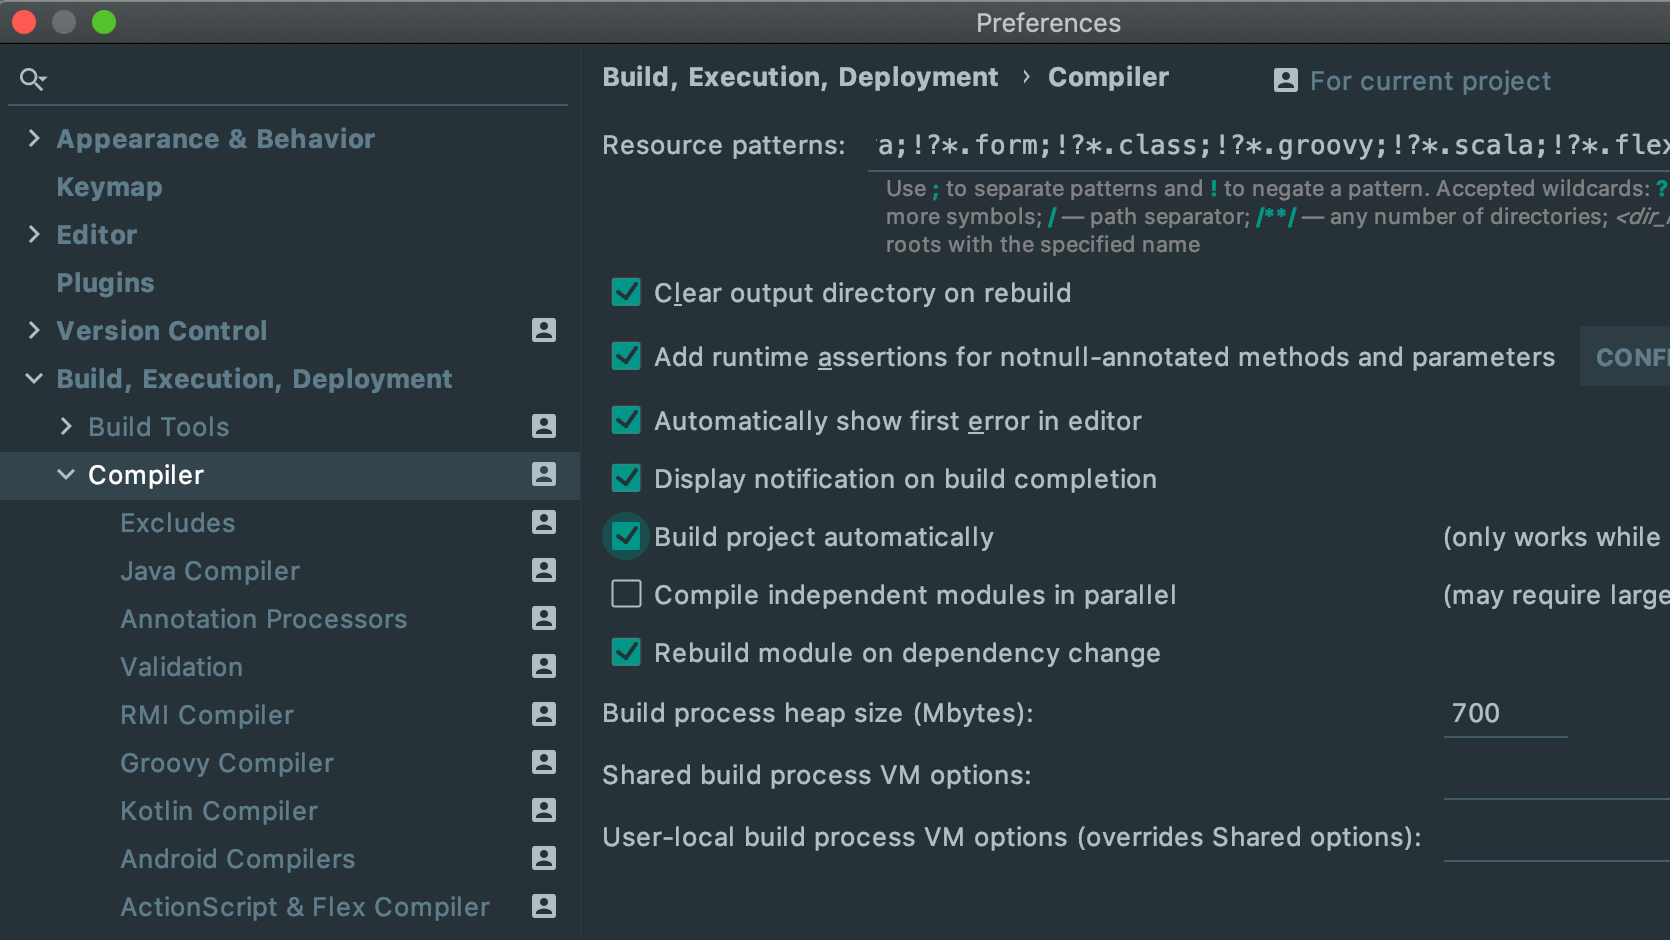 Preferences
Appearance & Behavior
Keymap
Editor
Plugins
Version Control
Build, Execution, Deployment
Build Tools
Compiler
Excludes
Java Compiler
Annotation Processors
Validation
RMI Compiler
Groovy Compiler
Kotlin Compiler
Android Compilers
ActionScript & Flex Compiler
Build, Execution, Deployment › Compiler
For current project
Resource patterns: a;!?*.form;!?*.class;!?*.groovy;!?*.scala;!?*.flex
Use ; to separate patterns and ! to negate a pattern. Accepted wildcards: ?
more symbols; / — path separator; /**/ — any number of directories; <dir_
roots with the specified name
Clear output directory on rebuild
Add runtime assertions for notnull-annotated methods and parameters CONF
Automatically show first error in editor
Display notification on build completion
Build project automatically (only works while
Compile independent modules in parallel (may require large
Rebuild module on dependency change
Build process heap size (Mbytes): 700
Shared build process VM options:
User-local build process VM options (overrides Shared options):